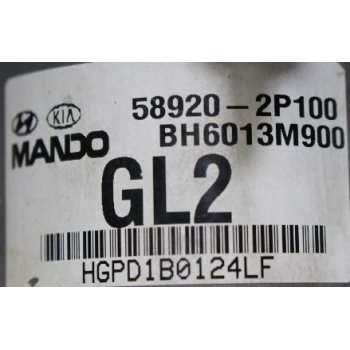 58920-2P100
KIA
BH6013M900
MANDO
GL2
HGPD1B0124LF